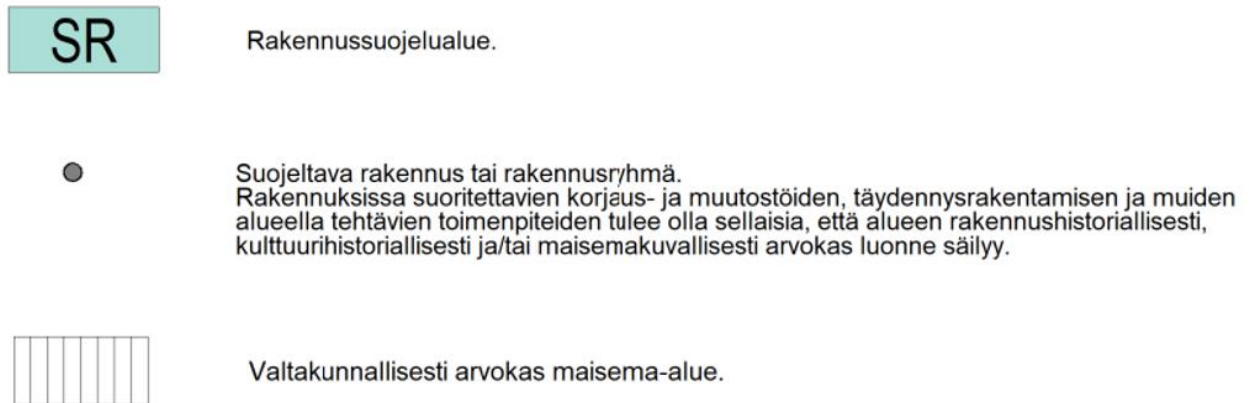 SR
Rakennussuojelualue.
Suojeltava rakennus tai rakennusryhmä.
Rakennuksissa suoritettavien korjaus- ja muutostöiden, täydennysrakentamisen ja muiden
alueella tehtävien toimenpiteiden tulee olla sellaisia, että alueen rakennushistoriallisesti,
kulttuurihistoriallisesti ja/tai maisemakuvallisesti arvokas luonne säilyy.
Valtakunnallisesti arvokas maisema-alue.